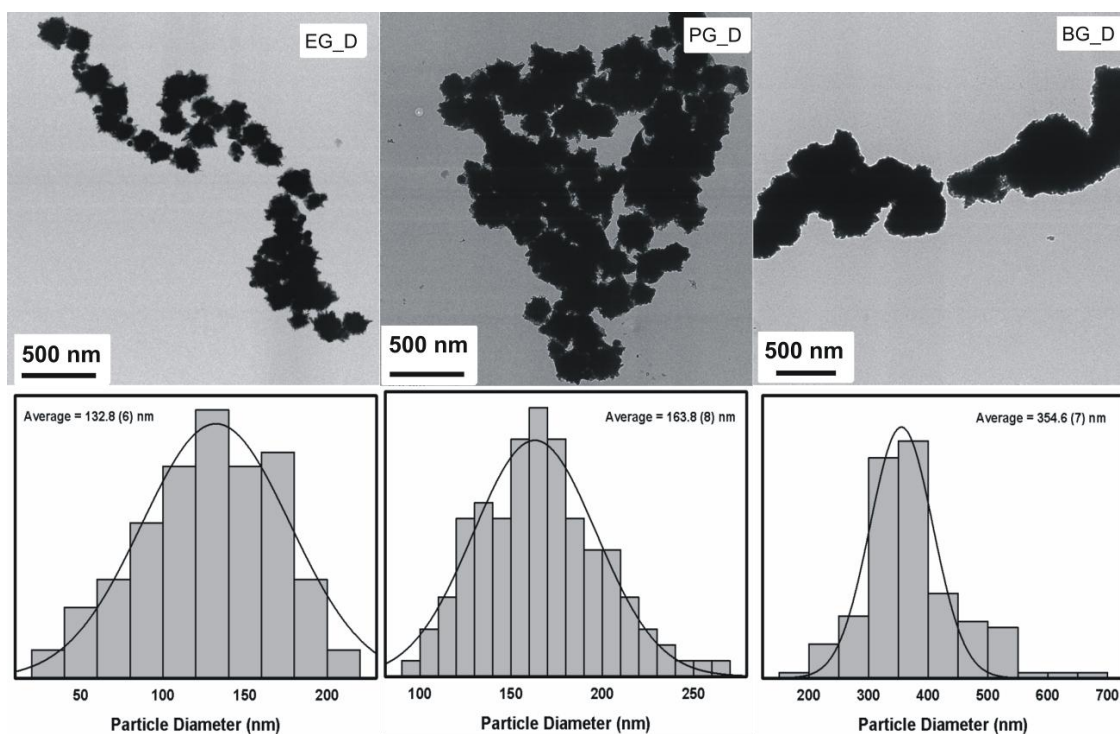 EG_D
PG_D
BG_D
500 nm
500 nm
500 nm
Average = 132.8 (6) nm
Average = 163.8 (8) nm
Average = 354.6 (7) nm
50 100 150 200
100 150 200 250
200 300 400 500 600 700
Particle Diameter (nm)
Particle Diameter (nm)
Particle Diameter (nm)